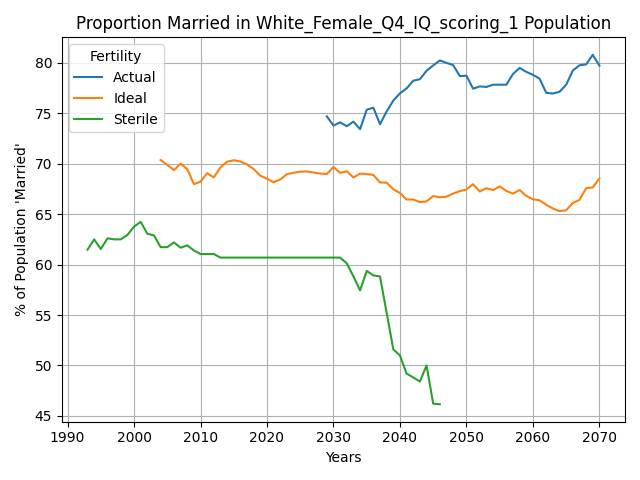 Proportion Married in White_Female_Q4_IQ_scoring_1 Population
Fertility
Actual
Ideal
Sterile
% of Population 'Married'
80
75
70
65
60
55
50
45
1990
2000
2010
2020
2030
2040
2050
2060
2070
Years